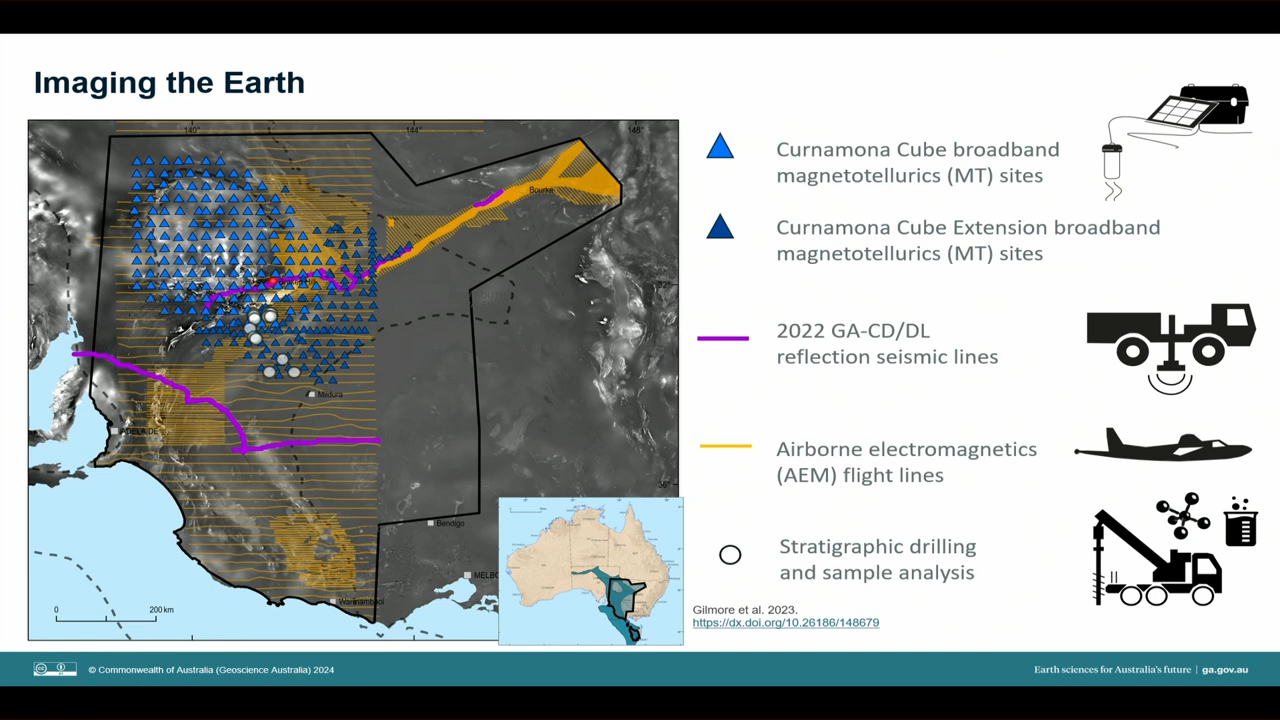 Imaging the Earth
140°
144°
148°
Bourke
32°
Mildura
ADELAIDE
36°
Bendigo
MELBO
Warrnambool
0
200 km
Curnamona Cube broadband
magnetotellurics (MT) sites
Curnamona Cube Extension broadband
magnetotellurics (MT) sites
2022 GA-CD/DL
reflection seismic lines
Airborne electromagnetics
(AEM) flight lines
Stratigraphic drilling
and sample analysis
Gilmore et al. 2023.
https://dx.doi.org/10.26186/148679
© Commonwealth of Australia (Geoscience Australia) 2024
Earth sciences for Australia's future | ga.gov.au